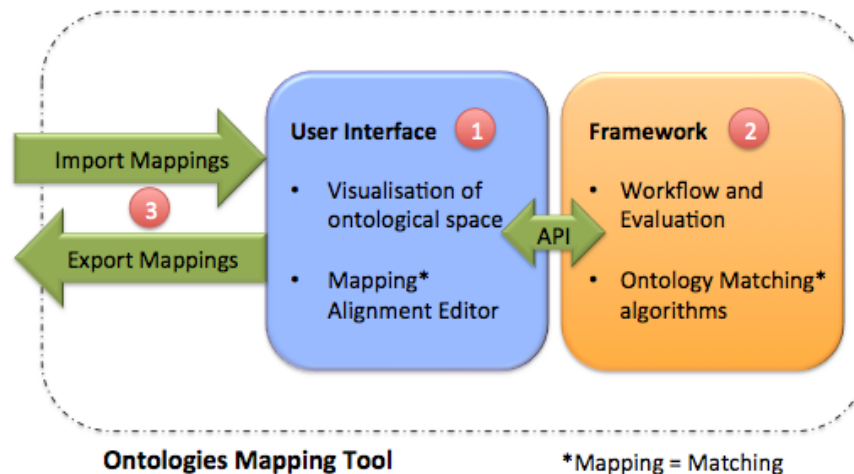 User Interface 1
Framework 2
Import Mappings
3
Export Mappings
• Visualisation of
ontological space
• Mapping*
Alignment Editor
API
• Workflow and
Evaluation
• Ontology Matching*
algorithms
Ontologies Mapping Tool
*Mapping = Matching